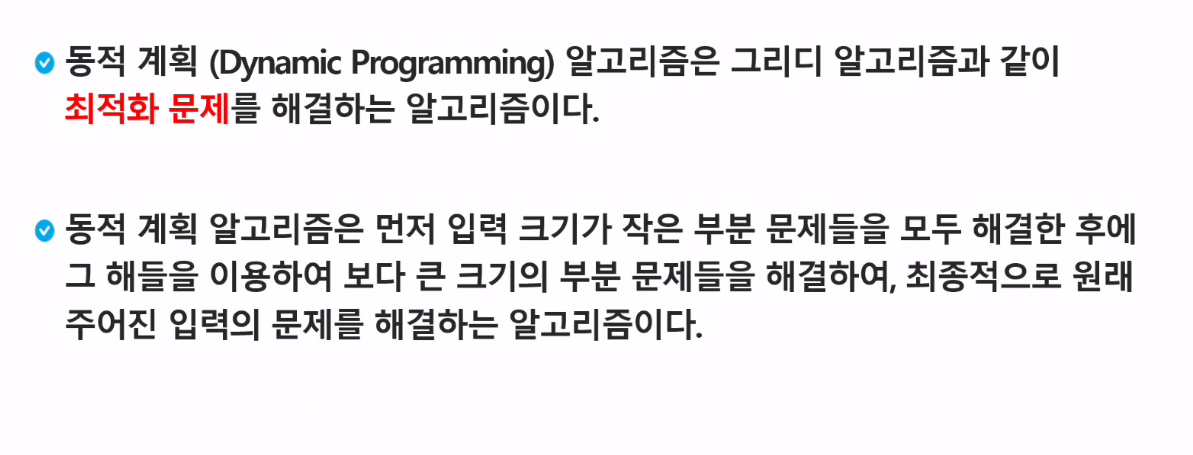 동적 계획 (Dynamic Programming) 알고리즘은 그리디 알고리즘과 같이
최적화 문제를 해결하는 알고리즘이다.
동적 계획 알고리즘은 먼저 입력 크기가 작은 부분 문제들을 모두 해결한 후에
그 해들을 이용하여 보다 큰 크기의 부분 문제들을 해결하여, 최종적으로 원래
주어진 입력의 문제를 해결하는 알고리즘이다.